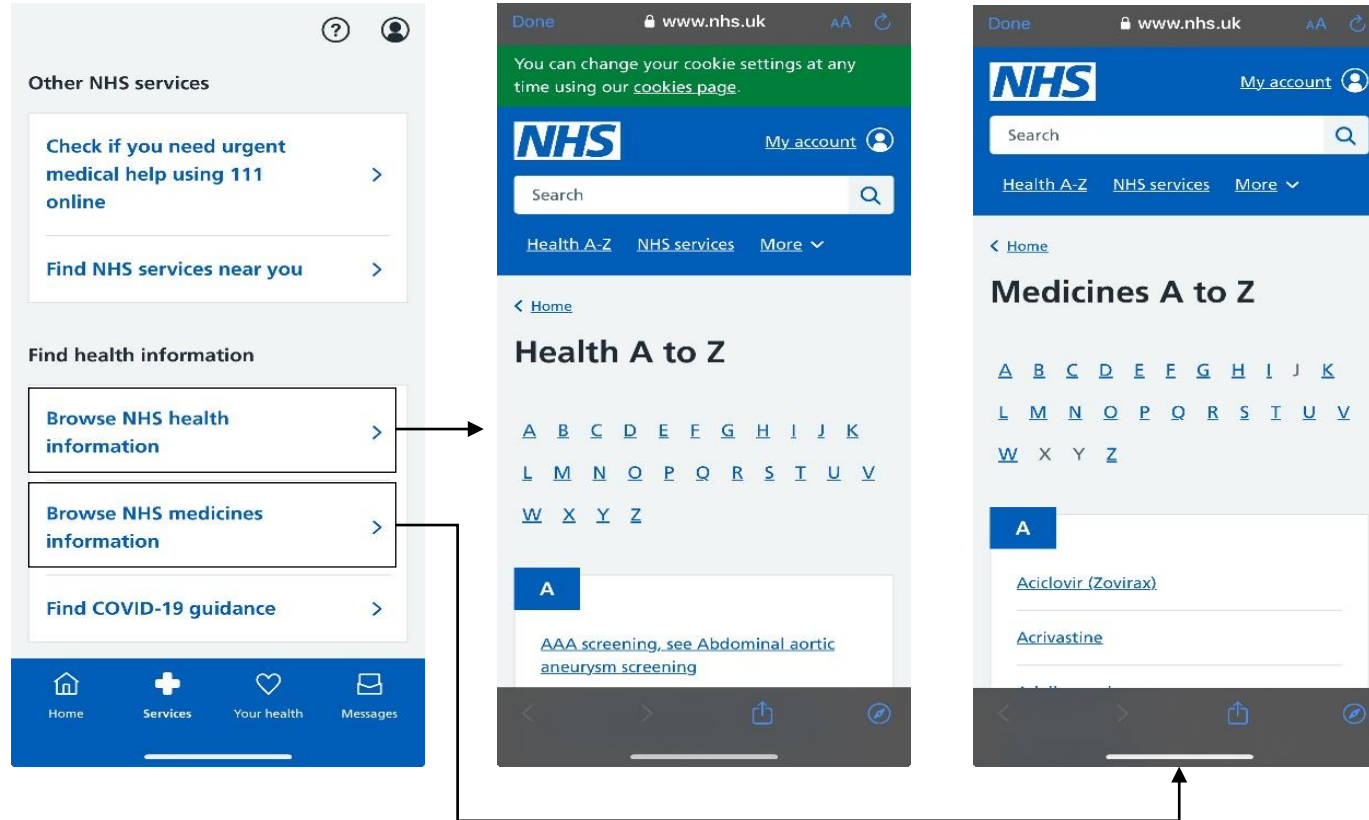 ?
Other NHS services
Check if you need urgent
medical help using 111
online
Find NHS services near you
Find health information
Browse NHS health
information
Browse NHS medicines
information
Find COVID-19 guidance
Home Services Your health Messages
Done www.nhs.uk AA
You can change your cookie settings at any
time using our cookies page.
NHS My account
Search
Health A-Z NHS services More
Home
Health A to Z
A B C D E F G H I J K
L M N O P Q R S T U V
W X Y Z
A
AAA screening, see Abdominal aortic
aneurysm screening
Done www.nhs.uk AA
NHS My account
Search
Health A-Z NHS services More
Home
Medicines A to Z
A B C D E F G H I J K
L M N O P Q R S T U V
W X Y Z
A
Aciclovir (Zovirax)
Acrivastine